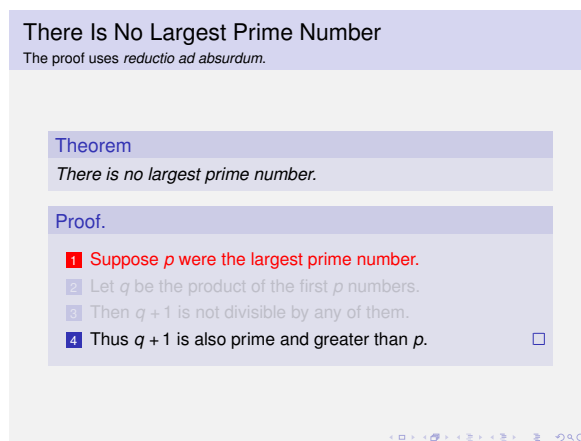 There Is No Largest Prime Number
The proof uses reductio ad absurdum.
Theorem
There is no largest prime number.
Proof.
1 Suppose p were the largest prime number.
2 Let q be the product of the first p numbers.
3 Then q + 1 is not divisible by any of them.
4 Thus q + 1 is also prime and greater than p.